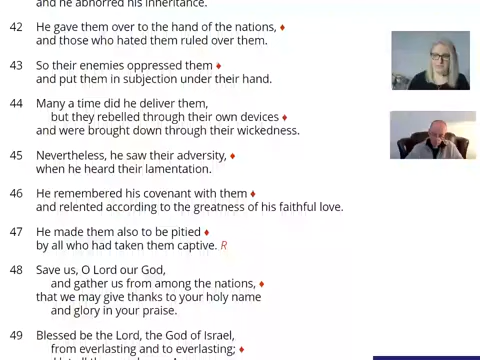 and he abhorred his inheritance.
42 He gave them over to the hand of the nations, ♦
and those who hated them ruled over them.
43 So their enemies oppressed them ♦
and put them in subjection under their hand.
44 Many a time did he deliver them,
but they rebelled through their own devices ♦
and were brought down through their wickedness.
45 Nevertheless, he saw their adversity, ♦
when he heard their lamentation.
46 He remembered his covenant with them ♦
and relented according to the greatness of his faithful love.
47 He made them also to be pitied ♦
by all who had taken them captive. R
48 Save us, O Lord our God,
and gather us from among the nations, ♦
that we may give thanks to your holy name
and glory in your praise.
49 Blessed be the Lord, the God of Israel,
from everlasting and to everlasting; ♦